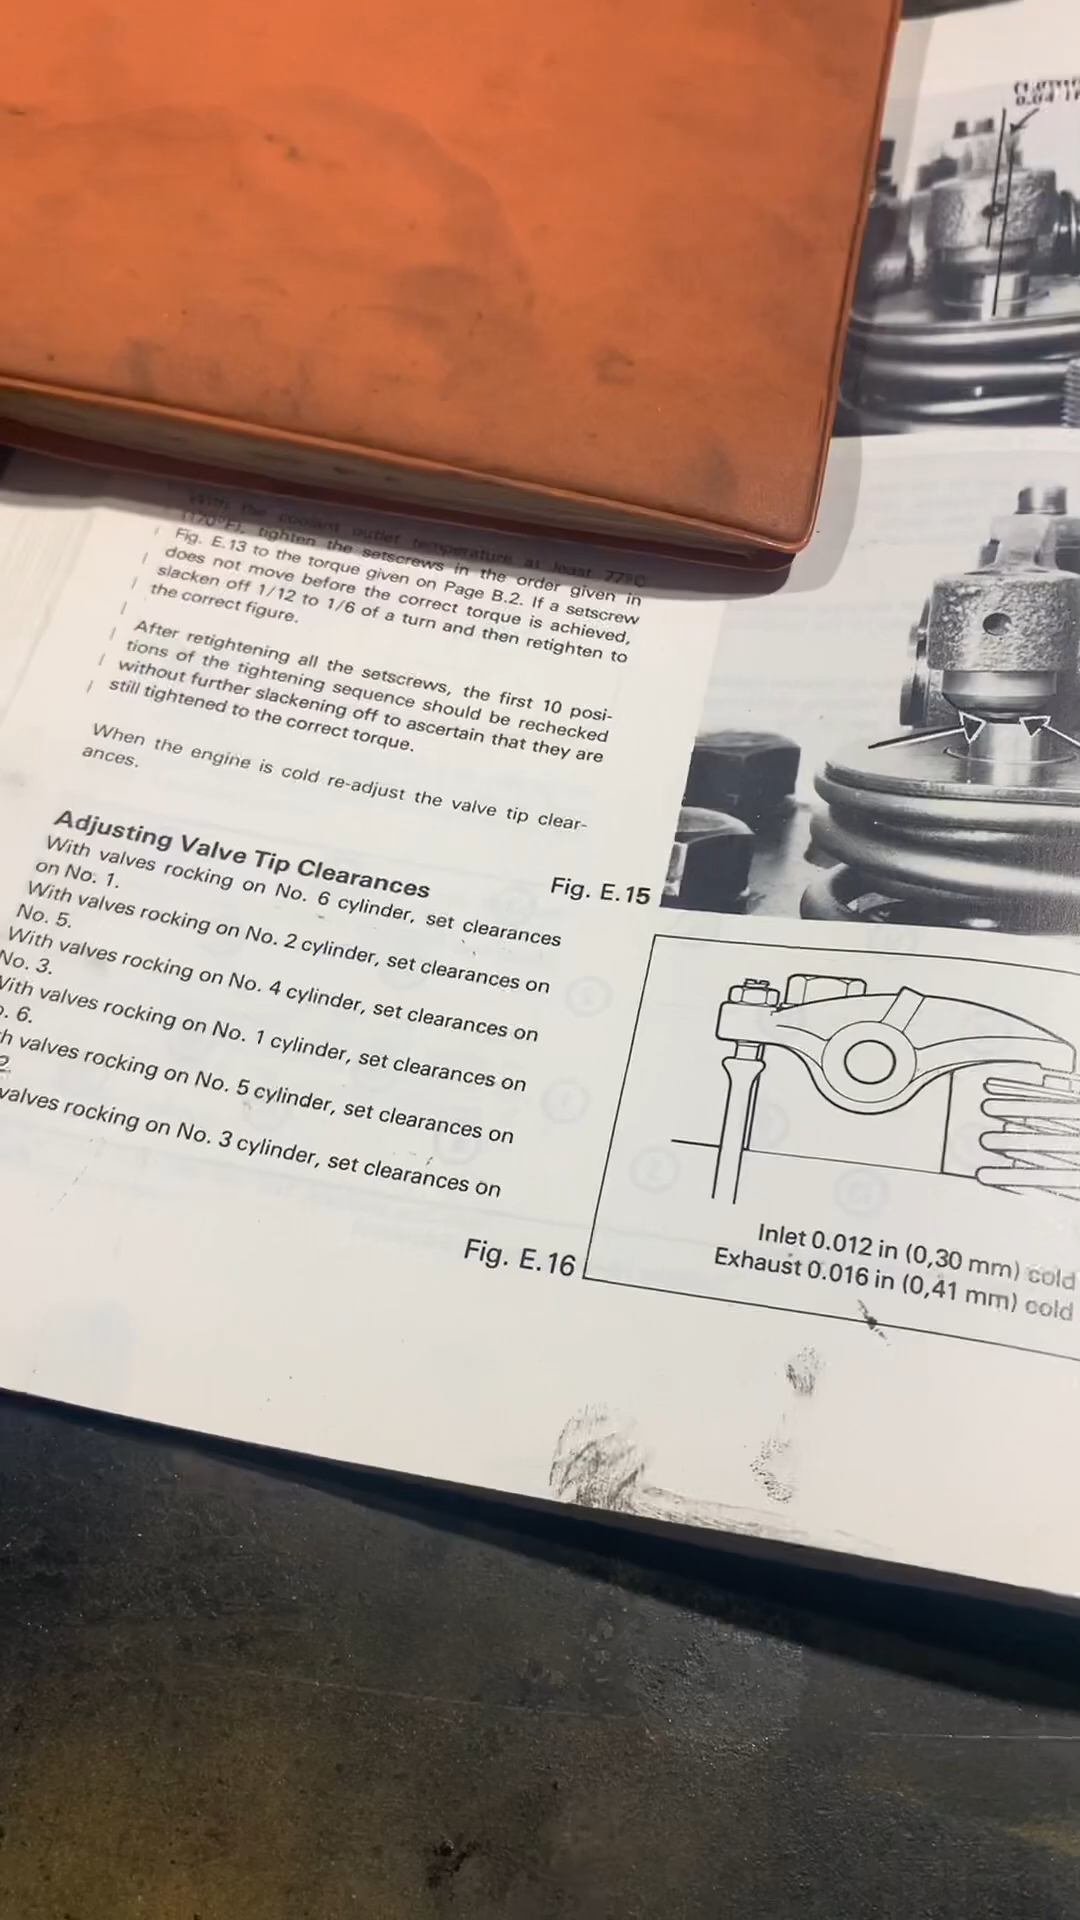 With the coolant outlet temperature at least 77°C
(170°F), tighten the setscrews in the order given in
Fig. E.13 to the torque given on Page B.2. If a setscrew
does not move before the correct torque is achieved,
slacken off 1/12 to 1/6 of a turn and then retighten to
the correct figure.
After retightening all the setscrews, the first 10 posi-
tions of the tightening sequence should be rechecked
without further slackening off to ascertain that they are
still tightened to the correct torque.
When the engine is cold re-adjust the valve tip clear-
ances.
Adjusting Valve Tip Clearances
With valves rocking on No. 6 cylinder, set clearances
on No. 1.
With valves rocking on No. 2 cylinder, set clearances on
No. 5.
With valves rocking on No. 4 cylinder, set clearances on
No. 3.
With valves rocking on No. 1 cylinder, set clearances on
. 6.
h valves rocking on No. 5 cylinder, set clearances on
2.
valves rocking on No. 3 cylinder, set clearances on
Fig. E.15
Fig. E.16
Inlet 0.012 in (0,30 mm) cold
Exhaust 0.016 in (0,41 mm) cold